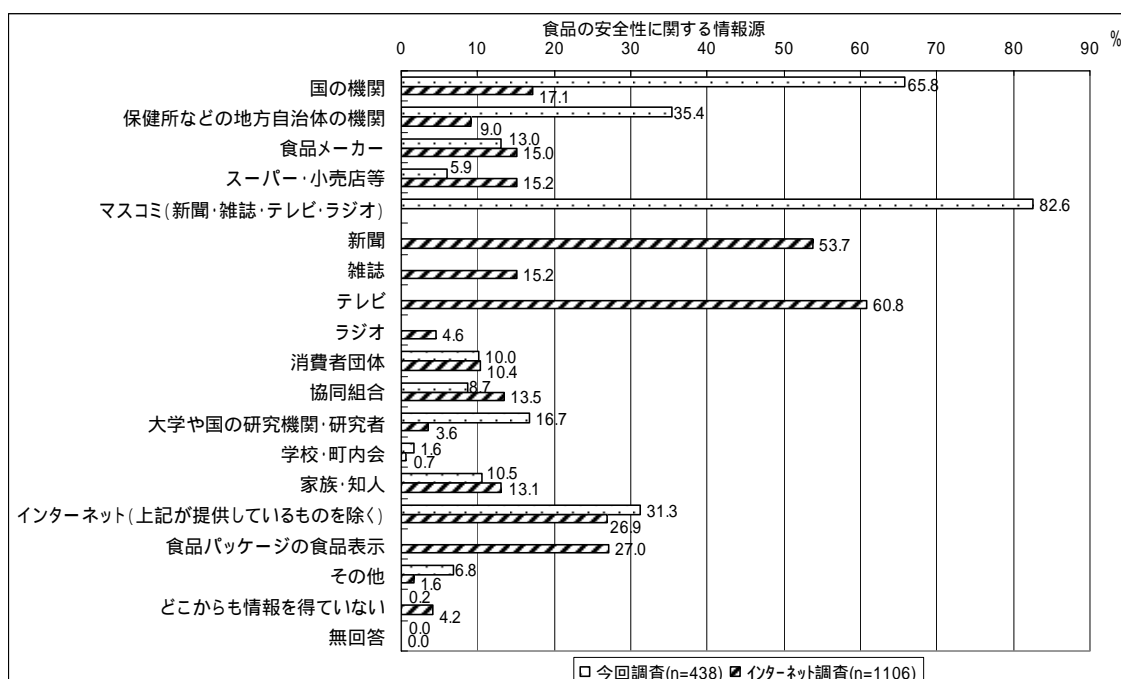 食品の安全性に関する情報源
0 10 20 30 40 50 60 70 80 90 %
国の機関 65.8
17.1
保健所などの地方自治体の機関 35.4
9.0
食品メーカー 13.0
15.0
スーパー・小売店等 5.9
15.2
マスコミ(新聞・雑誌・テレビ・ラジオ) 82.6
新聞 53.7
雑誌 15.2
テレビ 60.8
ラジオ 4.6
消費者団体 10.0
10.4
協同組合 8.7
13.5
大学や国の研究機関・研究者 16.7
3.6
学校・町内会 1.6
0.7
家族・知人 10.5
13.1
インターネット(上記が提供しているものを除く) 31.3
26.9
食品パッケージの食品表示 27.0
その他 6.8
1.6
どこからも情報を得ていない 0.2
4.2
無回答 0.0
0.0
今回調査(n=438) インターネット調査(n=1106)